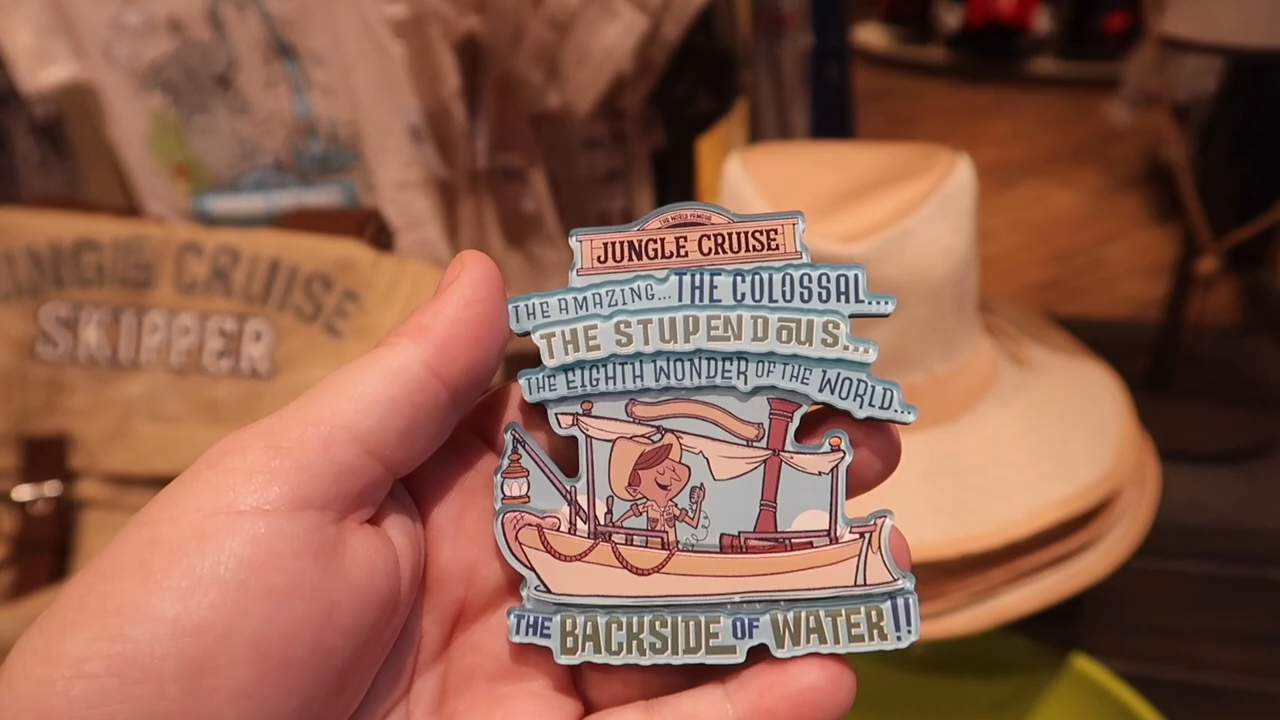 THE WORLD FAMOUS
JUNGLE CRUISE
THE AMAZING... THE COLOSSAL...
THE STUPENDOUS...
THE EIGHTH WONDER OF THE WORLD...
THE BACKSIDE OF WATER!!
JUNGLE CRUISE
SKIPPER